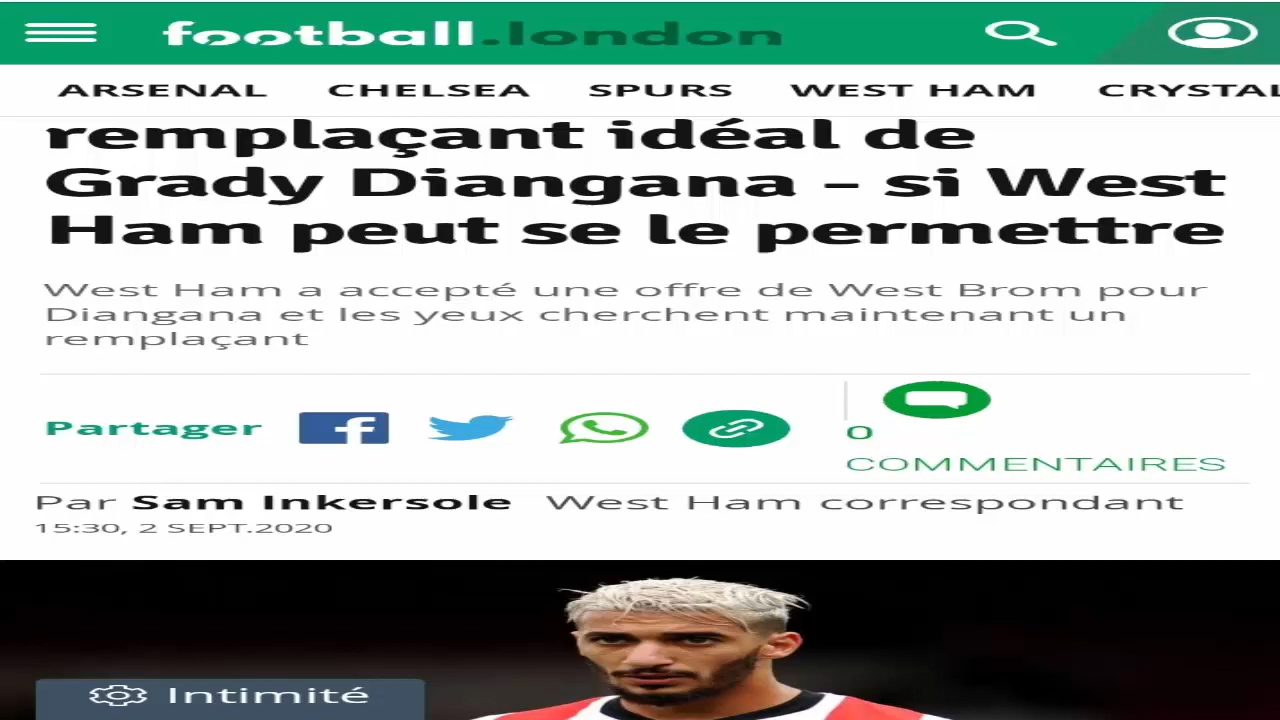 football.london
ARSENAL CHELSEA SPURS WEST HAM CRYSTAL
remplaçant idéal de
Grady Diangana – si West
Ham peut se le permettre
West Ham a accepté une offre de West Brom pour
Diangana et les yeux cherchent maintenant un
remplaçant
Partager
0
COMMENTAIRES
Par Sam Inkersole West Ham correspondant
15:30, 2 SEPT.2020
Intimité